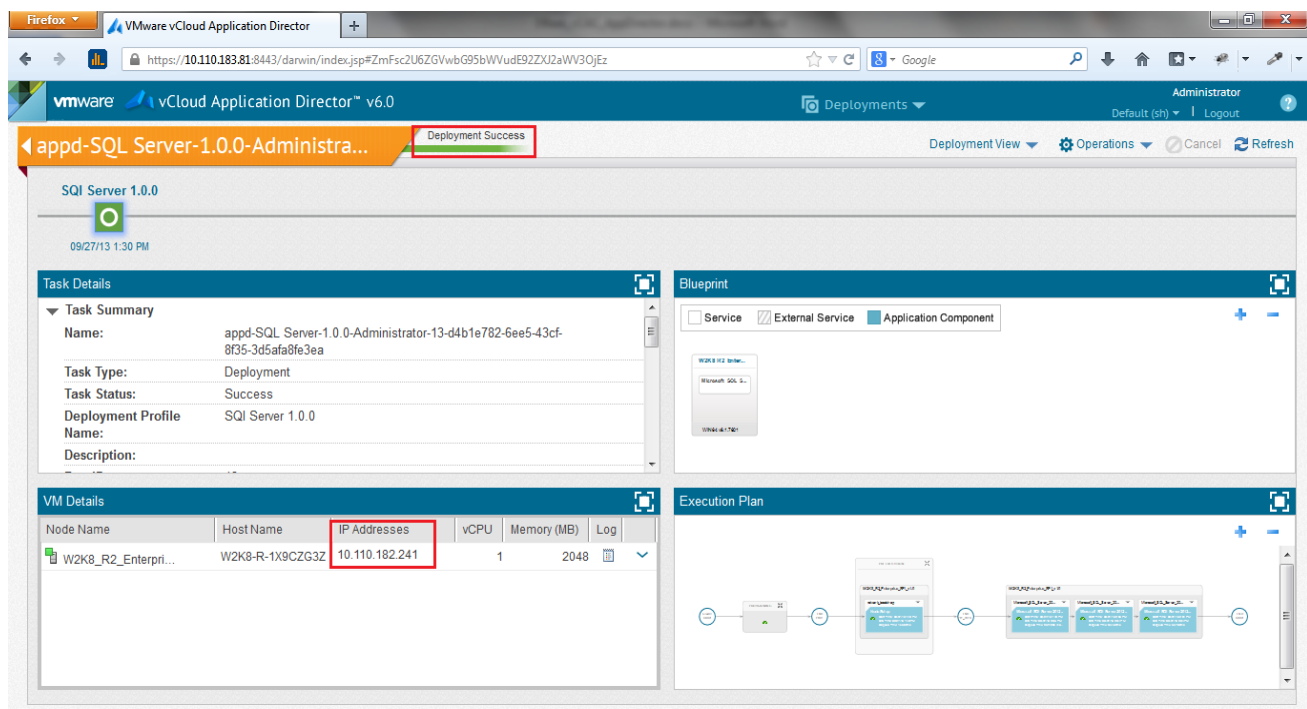 Firefox
VMware vCloud Application Director
https://10.110.183.81:8443/darwin/index.jsp#ZmFsc2U6ZGVwbG95bWVudE92ZXJ2aWV3OjEz
Google
vmware vCloud Application Director™ v6.0
Deployments
Administrator
Default (sh) Logout
appd-SQL Server-1.0.0-Administra...
Deployment Success
Deployment View
Operations
Cancel
Refresh
SQl Server 1.0.0
09/27/13 1:30 PM
Task Details
Task Summary
Name: appd-SQL Server-1.0.0-Administrator-13-d4b1e782-6ee5-43cf-
8f35-3d5afa8fe3ea
Task Type: Deployment
Task Status: Success
Deployment Profile SQl Server 1.0.0
Name:
Description:
Blueprint
Service External Service Application Component
W2K8 R2 Enter...
Microsoft SQL S...
VM Details
Node Name Host Name IP Addresses vCPU Memory (MB) Log
W2K8_R2_Enterpri... W2K8-R-1X9CZG3Z 10.110.182.241 1 2048
Execution Plan